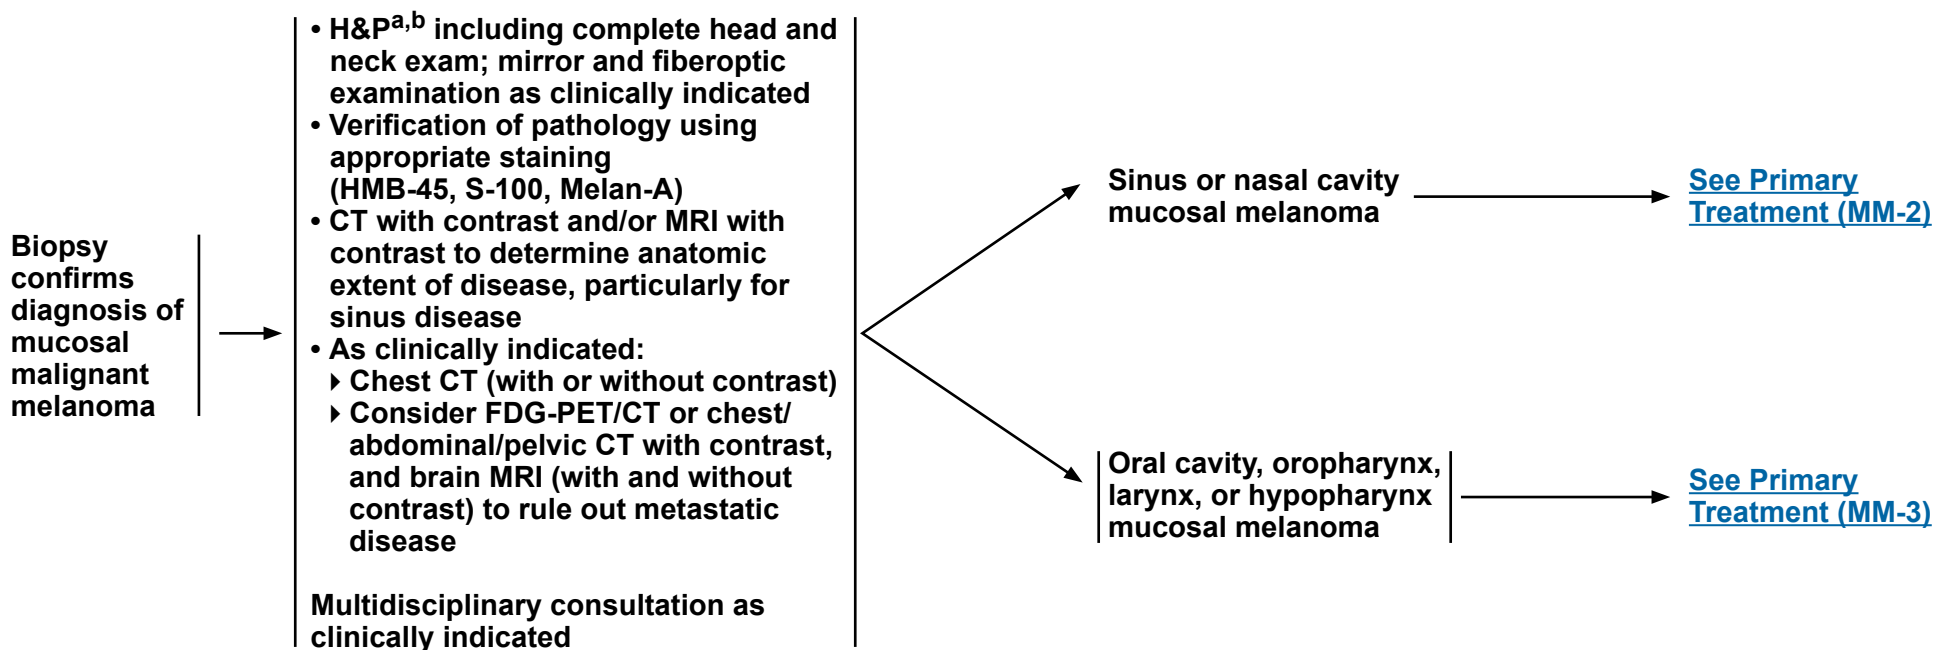 Biopsy
confirms
diagnosis of
mucosal
malignant
melanoma
• H&Pa,b including complete head and
neck exam; mirror and fiberoptic
examination as clinically indicated
• Verification of pathology using
appropriate staining
(HMB-45, S-100, Melan-A)
• CT with contrast and/or MRI with
contrast to determine anatomic
extent of disease, particularly for
sinus disease
• As clinically indicated:
Chest CT (with or without contrast)
Consider FDG-PET/CT or chest/
abdominal/pelvic CT with contrast,
and brain MRI (with and without
contrast) to rule out metastatic
disease
Multidisciplinary consultation as
clinically indicated
Sinus or nasal cavity
mucosal melanoma
See Primary
Treatment (MM-2)
Oral cavity, oropharynx,
larynx, or hypopharynx
mucosal melanoma
See Primary
Treatment (MM-3)